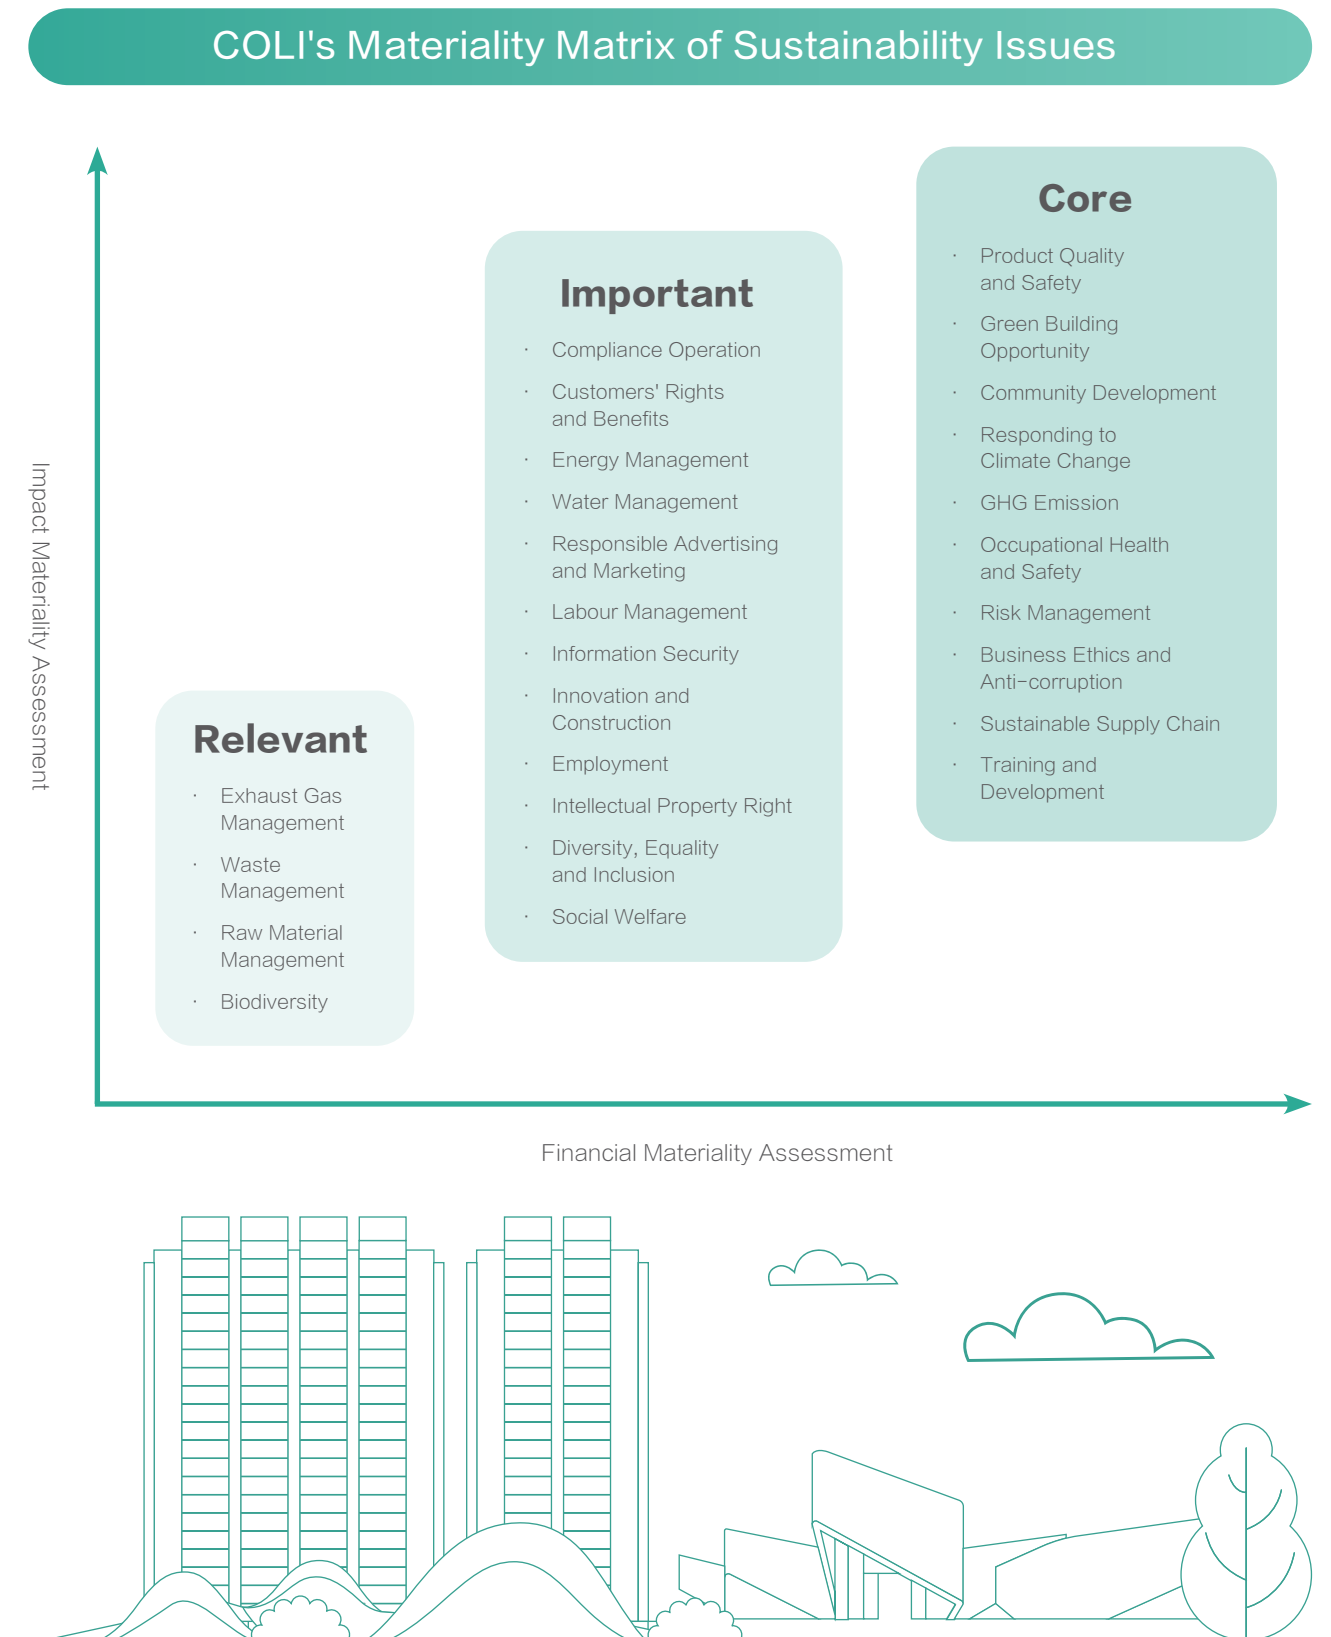 COLI's Materiality Matrix of Sustainability Issues
Impact Materiality Assessment
Relevant
· Exhaust Gas
Management
· Waste
Management
· Raw Material
Management
· Biodiversity
Important
· Compliance Operation
· Customers' Rights
and Benefits
· Energy Management
· Water Management
· Responsible Advertising
and Marketing
· Labour Management
· Information Security
· Innovation and
Construction
· Employment
· Intellectual Property Right
· Diversity, Equality
and Inclusion
· Social Welfare
Core
· Product Quality
and Safety
· Green Building
Opportunity
· Community Development
· Responding to
Climate Change
· GHG Emission
· Occupational Health
and Safety
· Risk Management
· Business Ethics and
Anti-corruption
· Sustainable Supply Chain
· Training and
Development
Financial Materiality Assessment